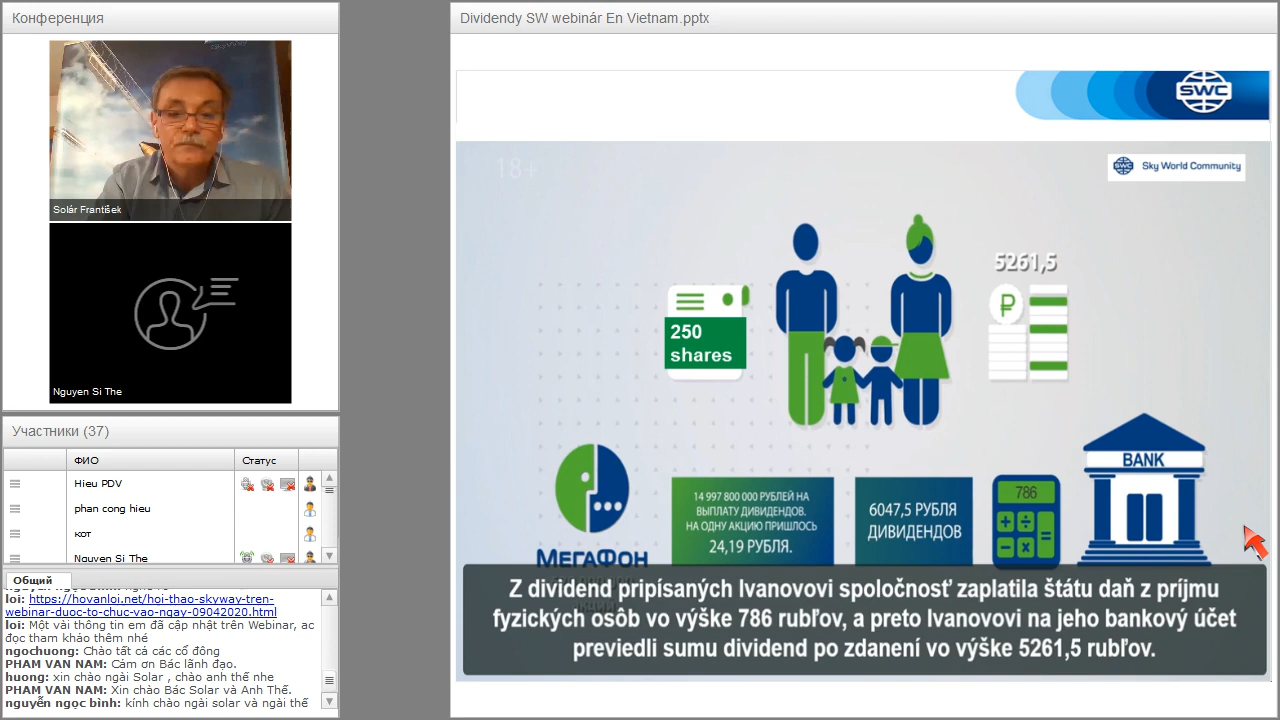 Конференция
Solár František
Nguyen Si The
Участники (37)
ФИО
Статус
Hieu PDV
phan cong hieu
кот
Nguyen Si The
Общий
loi: https://hovanloi.net/hoi-thao-skyway-tren-
webinar-duoc-to-chuc-vao-ngay-09042020.html
loi: Một vài thông tin em đã cập nhật trên Webinar, ac
đọc tham khảo thêm nhé
ngochuong: Chào tất cả các cổ đông
PHAM VAN NAM: Cảm ơn Bác lãnh đạo.
huong: xin chào ngài Solar , chào anh thế nhe
PHAM VAN NAM: Xin chào Bác Solar và Anh Thế.
nguyễn ngọc bình: kính chào ngài solar và ngài thế
Dividendy SW webinár En Vietnam.pptx
SWC
18+
SWC
Sky World Community
5261,5
₽
250
shares
BANK
МЕГАФОН
14 997 800 000 РУБЛЕЙ НА
ВЫПЛАТУ ДИВИДЕНДОВ.
НА ОДНУ АКЦИЮ ПРИШЛОСЬ
24,19 РУБЛЯ.
6047,5 РУБЛЯ
ДИВИДЕНДОВ
786
Z dividend pripísaných Ivanovovi spoločnosť zaplatila štátu daň z príjmu
fyzických osôb vo výške 786 rubľov, a preto Ivanovovi na jeho bankový účet
previedli sumu dividend po zdanení vo výške 5261,5 rubľov.